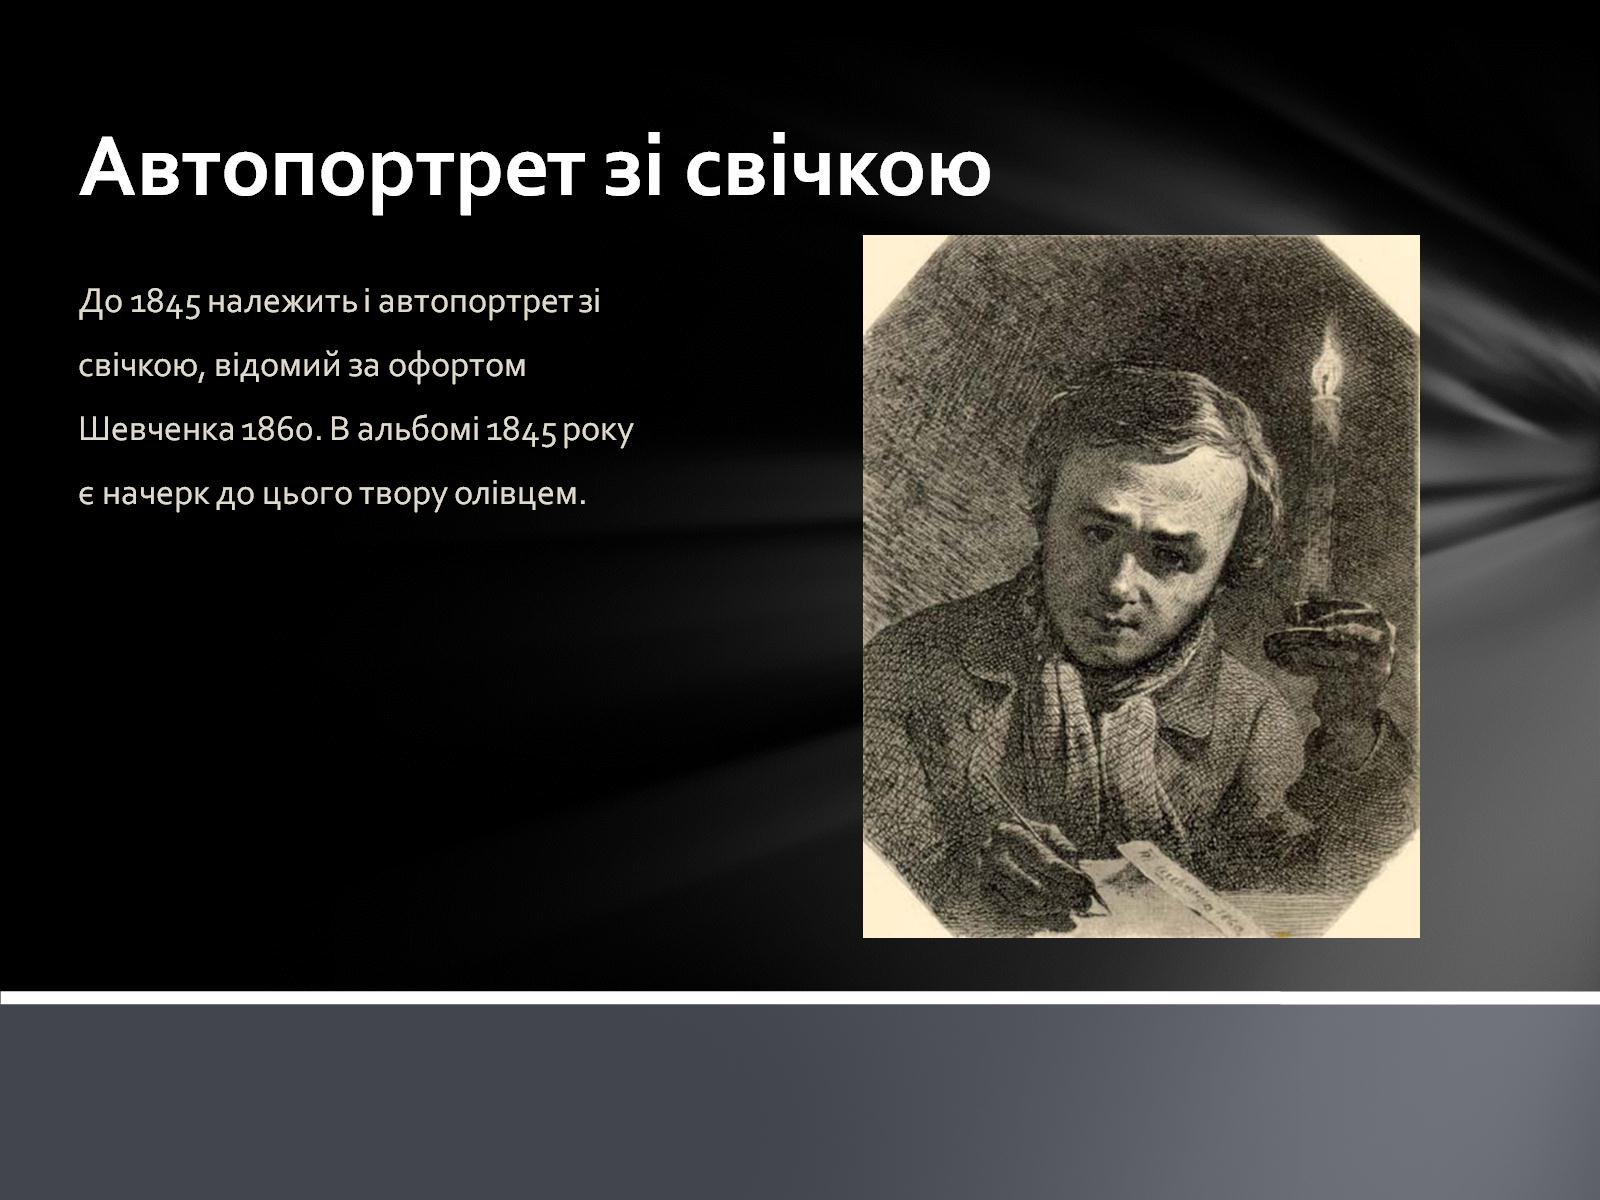 Автопортрет зі свічкою
До 1845 належить і автопортрет зі
свічкою, відомий за офортом
Шевченка 1860. В альбомі 1845 року
є начерк до цього твору олівцем.